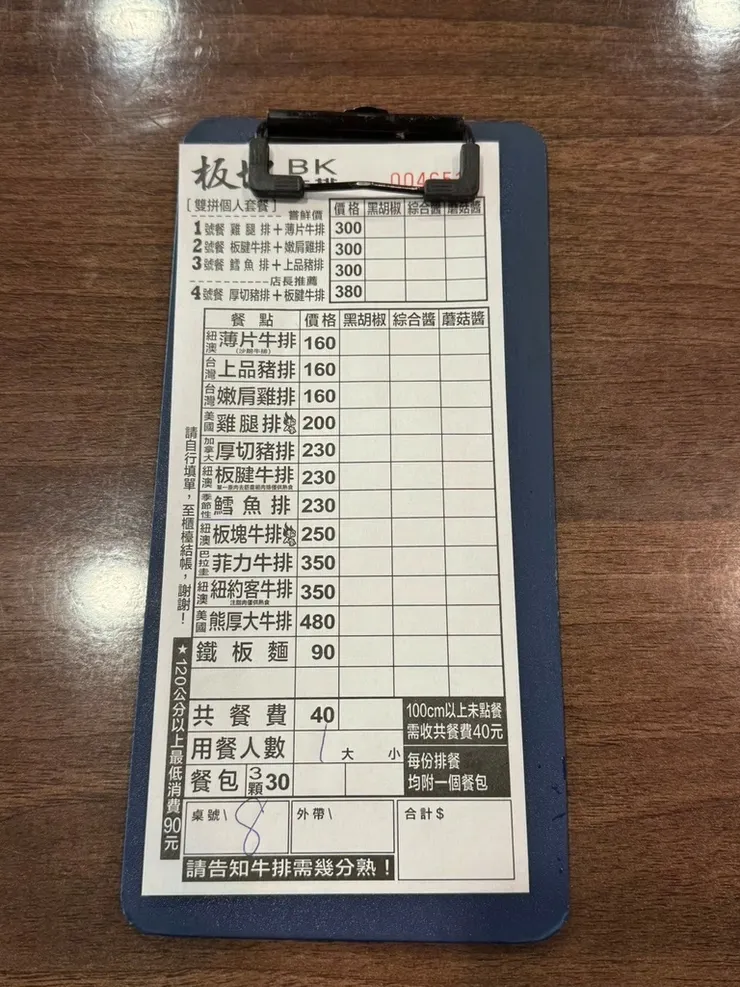 板 BK
00465
[雙拼個人套餐]
嘗鮮價 價格 黑胡椒 綜合醬 蘑菇醬
1號餐 雞腿排+薄片牛排 300
2號餐 板腱牛排+嫩肩雞排 300
3號餐 鱈魚排+上品豬排 300
店長推薦
4號餐 厚切豬排+板腱牛排 380
餐點 價格 黑胡椒 綜合醬 蘑菇醬
紐澳 薄片牛排 160
(沙朗牛排)
台灣 上品豬排 160
台灣 嫩肩雞排 160
美國 雞腿排 200
加拿大 厚切豬排 230
紐澳 板腱牛排 230
季節性 鱈魚排 230
紐澳 板塊牛排 250
巴拉圭 菲力牛排 350
紐澳 紐約客牛排 350
美國 熊厚大牛排 480
鐵板麵 90
共餐費 40
100cm以上未點餐
需收共餐費40元
用餐人數 1 大 小
每份排餐
均附一個餐包
餐包 3顆 30
桌號\ 8 外帶\ 合計$
請告知牛排需幾分熟!
請自行填單,至櫃檯結帳,謝謝!
★120公分以上最低消費90元